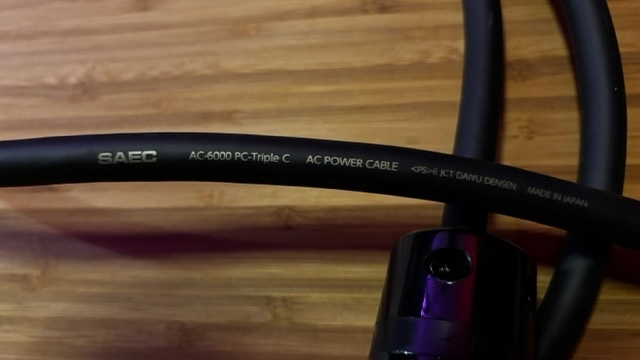 SAEC AC-6000 PC-Triple C AC POWER CABLE <PS>E JCT DAIYU DENSEN MADE IN JAPAN